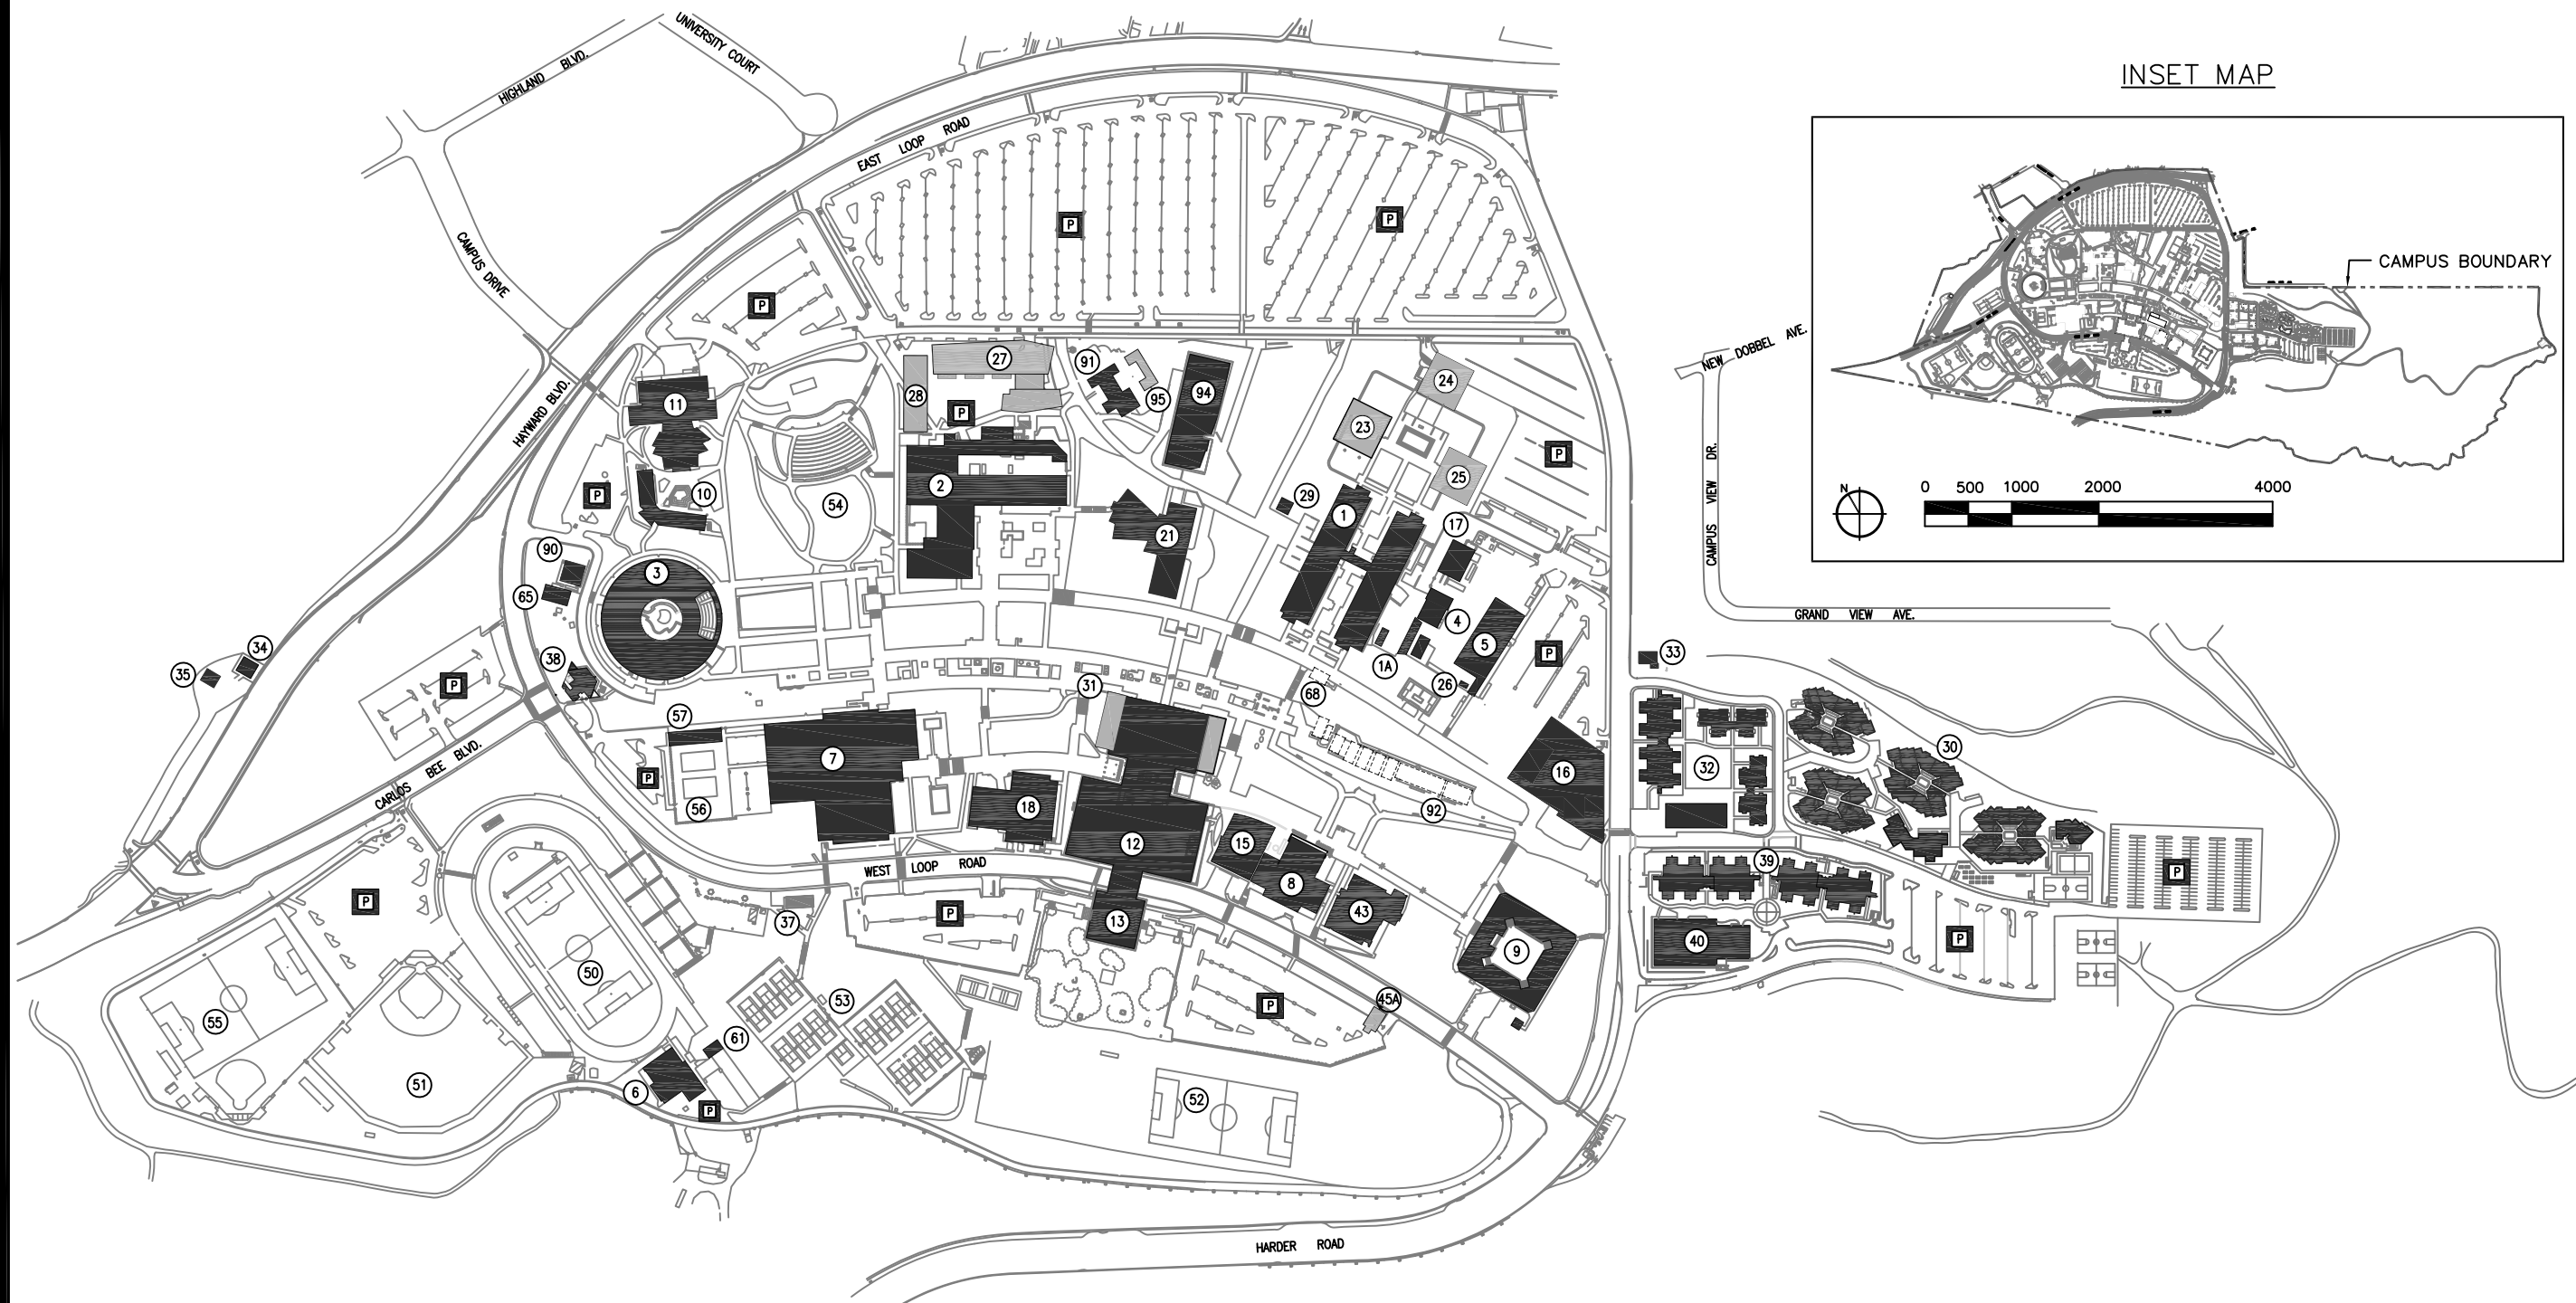 UNIVERSITY COURT
HIGHLAND BLVD.
INSET MAP
EAST LOOP ROAD
P
P
CAMPUS DRIVE
CAMPUS BOUNDARY
P
NEW DOBBEL AVE.
27
91
24
28
95
94
11
P
23
HAYWARD BLVD.
P
25
2
10
P
29
54
1
17
21
CAMPUS VIEW DR.
N
0 500 1000 2000 4000
90
3
65
4
5
GRAND VIEW AVE.
34
35
38
P
1A
P
33
26
31
68
57
CARLOS BEE BLVD.
7
P
56
18
16
32
30
92
12
15
WEST LOOP ROAD
8
39
P
P
37
P
13
43
9
40
P
50
53
45A
P
55
61
51
6
P
52
HARDER ROAD